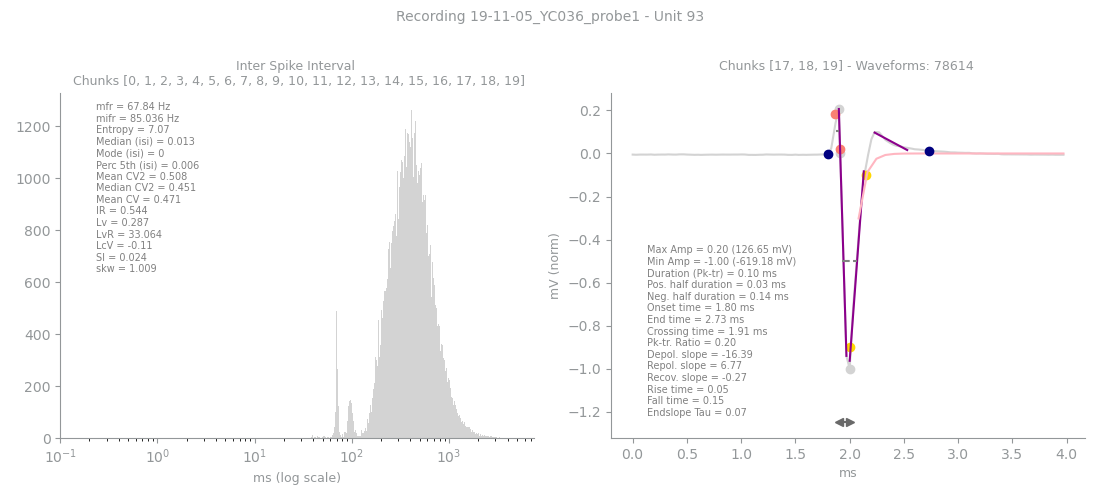 Recording 19-11-05_YC036_probe1 - Unit 93
Inter Spike Interval
Chunks [0, 1, 2, 3, 4, 5, 6, 7, 8, 9, 10, 11, 12, 13, 14, 15, 16, 17, 18, 19]
mfr = 67.84 Hz
mifr = 85.036 Hz
Entropy = 7.07
Median (isi) = 0.013
Mode (isi) = 0
Perc 5th (isi) = 0.006
Mean CV2 = 0.508
Median CV2 = 0.451
Mean CV = 0.471
IR = 0.544
Lv = 0.287
LvR = 33.064
LcV = -0.11
SI = 0.024
skw = 1.009
1200
1000
800
600
400
200
0
10⁻¹ 10⁰ 10¹ 10² 10³
ms (log scale)
Chunks [17, 18, 19] - Waveforms: 78614
mV (norm)
0.2
0.0
−0.2
−0.4
−0.6
−0.8
−1.0
−1.2
Max Amp = 0.20 (126.65 mV)
Min Amp = -1.00 (-619.18 mV)
Duration (Pk-tr) = 0.10 ms
Pos. half duration = 0.03 ms
Neg. half duration = 0.14 ms
Onset time = 1.80 ms
End time = 2.73 ms
Crossing time = 1.91 ms
Pk-tr. Ratio = 0.20
Depol. slope = -16.39
Repol. slope = 6.77
Recov. slope = -0.27
Rise time = 0.05
Fall time = 0.15
Endslope Tau = 0.07
0.0 0.5 1.0 1.5 2.0 2.5 3.0 3.5 4.0
ms